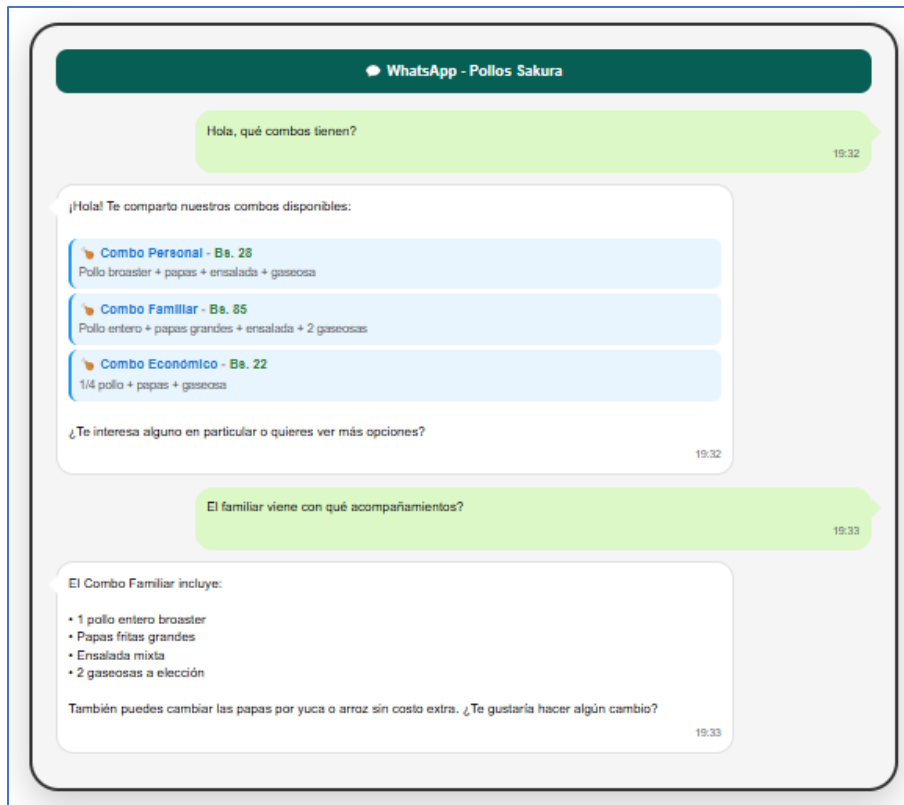 WhatsApp - Pollos Sakura
Hola, qué combos tienen?
19:32
¡Hola! Te comparto nuestros combos disponibles:
Combo Personal - Bs. 28
Pollo broaster + papas + ensalada + gaseosa
Combo Familiar - Bs. 85
Pollo entero + papas grandes + ensalada + 2 gaseosas
Combo Económico - Bs. 22
1/4 pollo + papas + gaseosa
¿Te interesa alguno en particular o quieres ver más opciones?
19:32
El familiar viene con qué acompañamientos?
19:33
El Combo Familiar incluye:
• 1 pollo entero broaster
• Papas fritas grandes
• Ensalada mixta
• 2 gaseosas a elección
También puedes cambiar las papas por yuca o arroz sin costo extra. ¿Te gustaría hacer algún cambio?
19:33